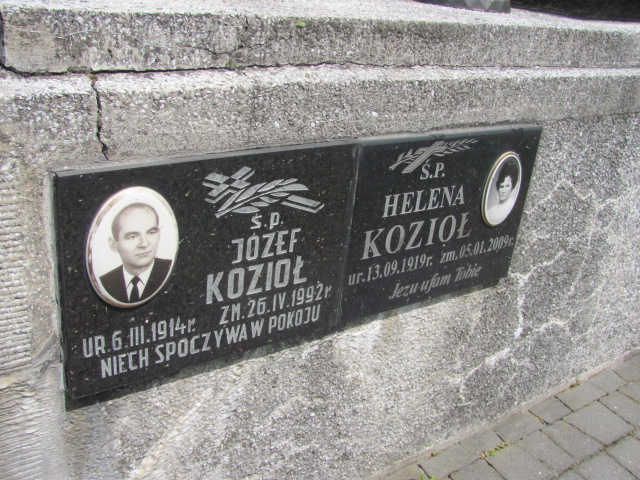 Ś.P.
JÓZEF
KOZIOŁ
UR. 6.III.1914r. ZM. 26.IV.1992r.
NIECH SPOCZYWA W POKOJU
Ś.P.
HELENA
KOZIOŁ
ur. 13.09.1919r. zm. 05.01.2009r.
Jezu ufam Tobie